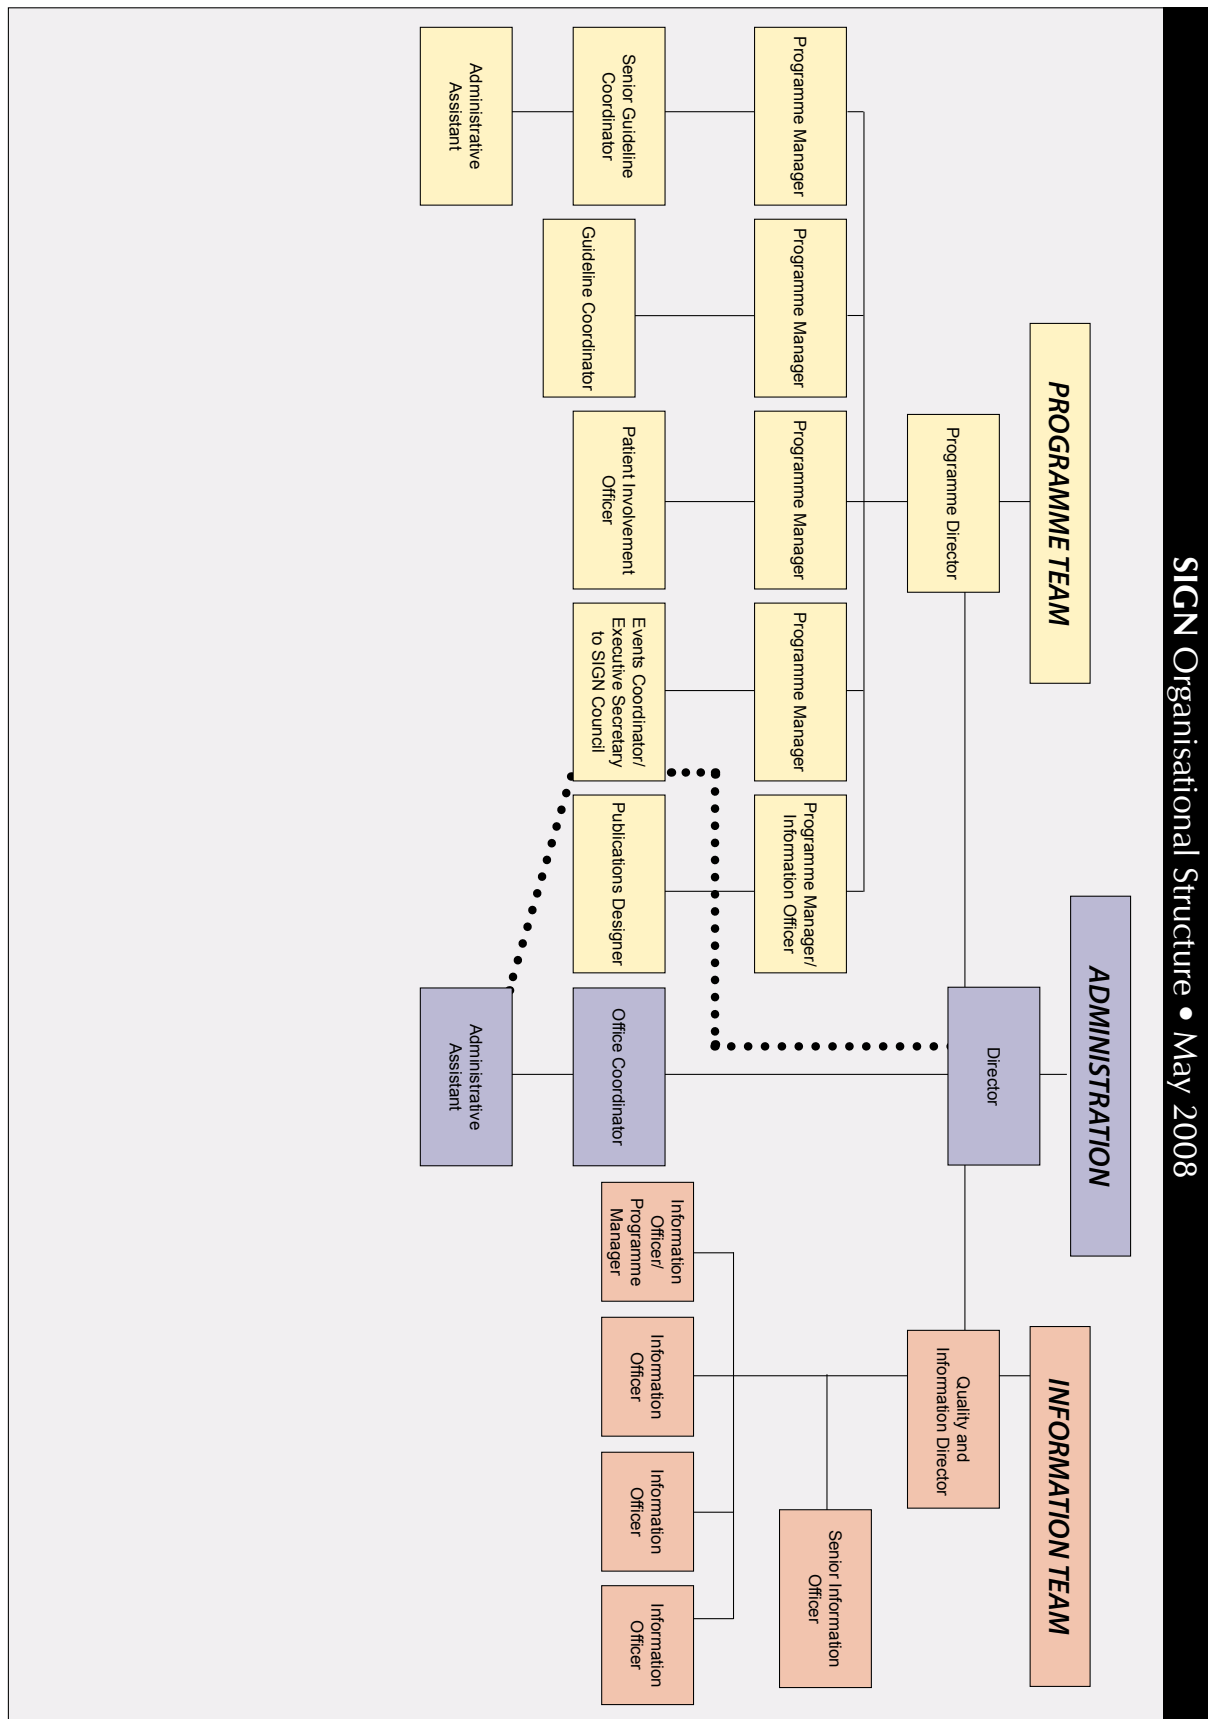 SIGN Organisational Structure • May 2008
PROGRAMME TEAM
ADMINISTRATION
INFORMATION TEAM
Programme Director
Director
Quality and
Information Director
Programme Manager
Programme Manager
Programme Manager
Programme Manager
Programme Manager/
Information Officer
Senior Information
Officer
Senior Guideline
Coordinator
Guideline Coordinator
Patient Involvement
Officer
Events Coordinator/
Executive Secretary
to SIGN Council
Publications Designer
Office Coordinator
Information
Officer/
Programme
Manager
Information
Officer
Information
Officer
Information
Officer
Administrative
Assistant
Administrative
Assistant